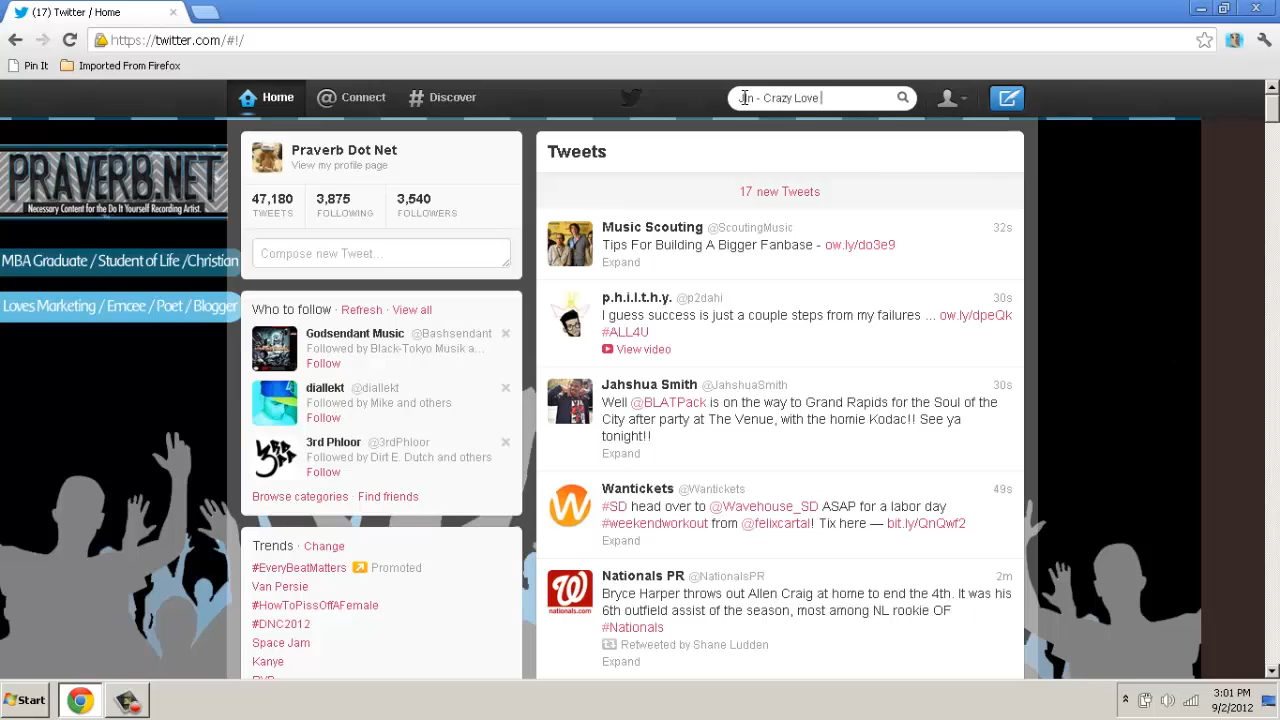 (17) Twitter / Home
https://twitter.com/#!/
Pin It
Imported From Firefox
Home
Connect
Discover
Jin - Crazy Love
PRAVERB.NET
Necessary Content for the Do It Yourself Recording Artist.
MBA Graduate / Student of Life /Christian
Loves Marketing / Emcee / Poet / Blogger
Praverb Dot Net
View my profile page
47,180 3,875 3,540
TWEETS FOLLOWING FOLLOWERS
Compose new Tweet...
Who to follow · Refresh · View all
Godsendant Music @Bashsendant
Followed by Black-Tokyo Musik a...
Follow
diallekt @diallekt
Followed by Mike and others
Follow
3rd Phloor @3rdPhloor
Followed by Dirt E. Dutch and others
Follow
Browse categories · Find friends
Trends · Change
#EveryBeatMatters Promoted
Van Persie
#HowToPissOffAFemale
#DNC2012
Space Jam
Kanye
Tweets
17 new Tweets
Music Scouting @ScoutingMusic 32s
Tips For Building A Bigger Fanbase - ow.ly/do3e9
Expand
p.h.i.l.t.h.y. @p2dahi 30s
I guess success is just a couple steps from my failures ... ow.ly/dpeQk
#ALL4U
View video
Jahshua Smith @JahshuaSmith 30s
Well @BLATPack is on the way to Grand Rapids for the Soul of the
City after party at The Venue, with the homie Kodac!! See ya
tonight!!
Expand
Wantickets @Wantickets 49s
#SD head over to @Wavehouse_SD ASAP for a labor day
#weekendworkout from @felixcartal! Tix here — bit.ly/QnQwf2
Expand
Nationals PR @NationalsPR 2m
Bryce Harper throws out Allen Craig at home to end the 4th. It was his
6th outfield assist of the season, most among NL rookie OF
#Nationals
Retweeted by Shane Ludden
Expand
nationals.com
Start
3:01 PM
9/2/2012